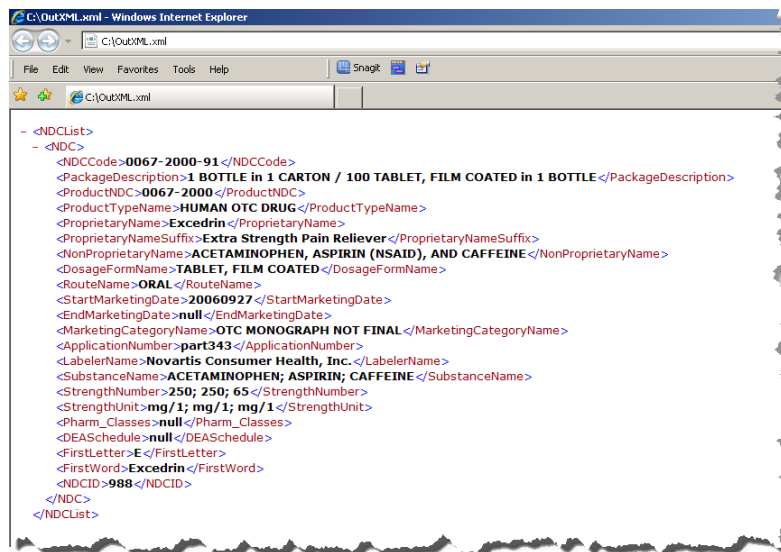 C:\OutXML.xml - Windows Internet Explorer
C:\OutXML.xml
File Edit View Favorites Tools Help Snagit
C:\OutXML.xml
- <NDCList>
- <NDC>
<NDCCode>0067-2000-91</NDCCode>
<PackageDescription>1 BOTTLE in 1 CARTON / 100 TABLET, FILM COATED in 1 BOTTLE</PackageDescription>
<ProductNDC>0067-2000</ProductNDC>
<ProductTypeName>HUMAN OTC DRUG</ProductTypeName>
<ProprietaryName>Excedrin</ProprietaryName>
<ProprietaryNameSuffix>Extra Strength Pain Reliever</ProprietaryNameSuffix>
<NonProprietaryName>ACETAMINOPHEN, ASPIRIN (NSAID), AND CAFFEINE</NonProprietaryName>
<DosageFormName>TABLET, FILM COATED</DosageFormName>
<RouteName>ORAL</RouteName>
<StartMarketingDate>20060927</StartMarketingDate>
<EndMarketingDate>null</EndMarketingDate>
<MarketingCategoryName>OTC MONOGRAPH NOT FINAL</MarketingCategoryName>
<ApplicationNumber>part343</ApplicationNumber>
<LabelerName>Novartis Consumer Health, Inc.</LabelerName>
<SubstanceName>ACETAMINOPHEN; ASPIRIN; CAFFEINE</SubstanceName>
<StrengthNumber>250; 250; 65</StrengthNumber>
<StrengthUnit>mg/1; mg/1; mg/1</StrengthUnit>
<Pharm_Classes>null</Pharm_Classes>
<DEASchedule>null</DEASchedule>
<FirstLetter>E</FirstLetter>
<FirstWord>Excedrin</FirstWord>
<NDCID>988</NDCID>
</NDC>
</NDCList>